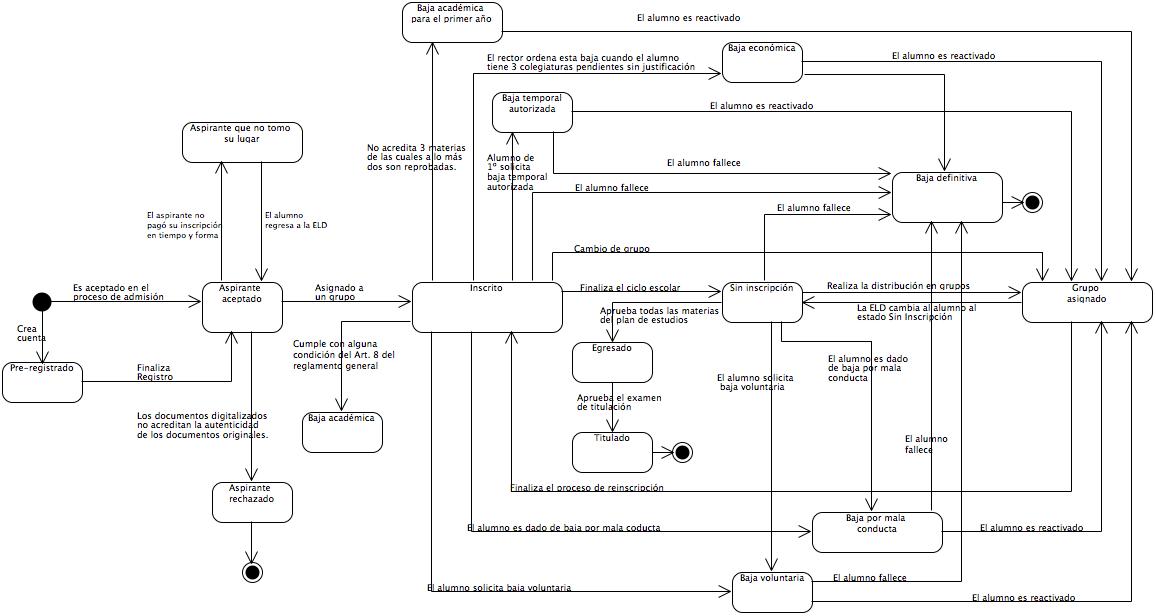 Baja académica
para el primer año
El alumno es reactivado
El rector ordena esta baja cuando el alumno
tiene 3 colegiaturas pendientes sin justificación
Baja económica
El alumno es reactivado
Baja temporal
autorizada
El alumno es reactivado
Aspirante que no tomo
su lugar
No acredita 3 materias
de las cuales a lo más
dos son reprobadas.
Alumno de
1º solicita
baja temporal
autorizada
El alumno fallece
El alumno fallece
Baja definitiva
El alumno fallece
El aspirante no
pagó su inscripción
en tiempo y forma
El alumno
regresa a la ELD
Cambio de grupo
Es aceptado en el
proceso de admisión
Aspirante
aceptado
Asignado a
un grupo
Inscrito
Finaliza el ciclo escolar
Sin inscripción
Realiza la distribución en grupos
Grupo
asignado
La ELD cambia al alumno al
estado Sin Inscripción
Aprueba todas las materias
del plan de estudios
Crea
cuenta
Pre-registrado
Finaliza
Registro
Cumple con alguna
condición del Art. 8 del
reglamento general
Egresado
El alumno es dado
de baja por mala
conducta
El alumno solicita
baja voluntaria
Aprueba el examen
de titulación
Los documentos digitalizados
no acreditan la autenticidad
de los documentos originales.
Baja académica
Titulado
El alumno
fallece
Aspirante
rechazado
Finaliza el proceso de reinscripción
El alumno es dado de baja por mala coducta
Baja por mala
conducta
El alumno es reactivado
El alumno solicita baja voluntaria
Baja voluntaria
El alumno fallece
El alumno es reactivado